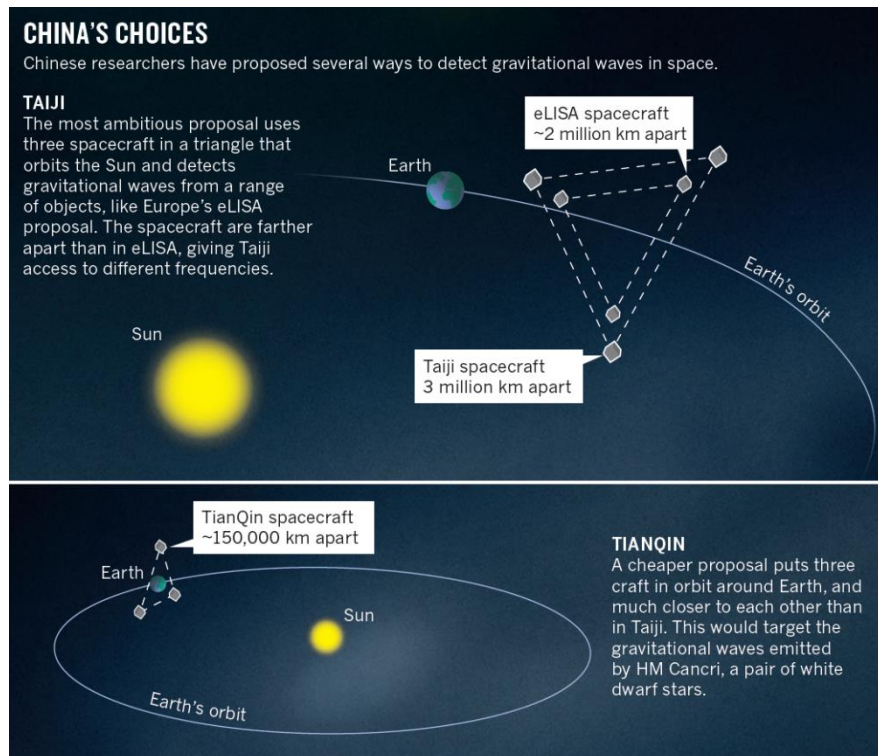 CHINA'S CHOICES
Chinese researchers have proposed several ways to detect gravitational waves in space.
TAIJI
The most ambitious proposal uses
three spacecraft in a triangle that
orbits the Sun and detects
gravitational waves from a range
of objects, like Europe's eLISA
proposal. The spacecraft are farther
apart than in eLISA, giving Taiji
access to different frequencies.
eLISA spacecraft
~2 million km apart
Earth
Earth's orbit
Sun
Taiji spacecraft
3 million km apart
TianQin spacecraft
~150,000 km apart
Earth
Sun
Earth's orbit
TIANQIN
A cheaper proposal puts three
craft in orbit around Earth, and
much closer to each other than
in Taiji. This would target the
gravitational waves emitted
by HM Cancri, a pair of white
dwarf stars.